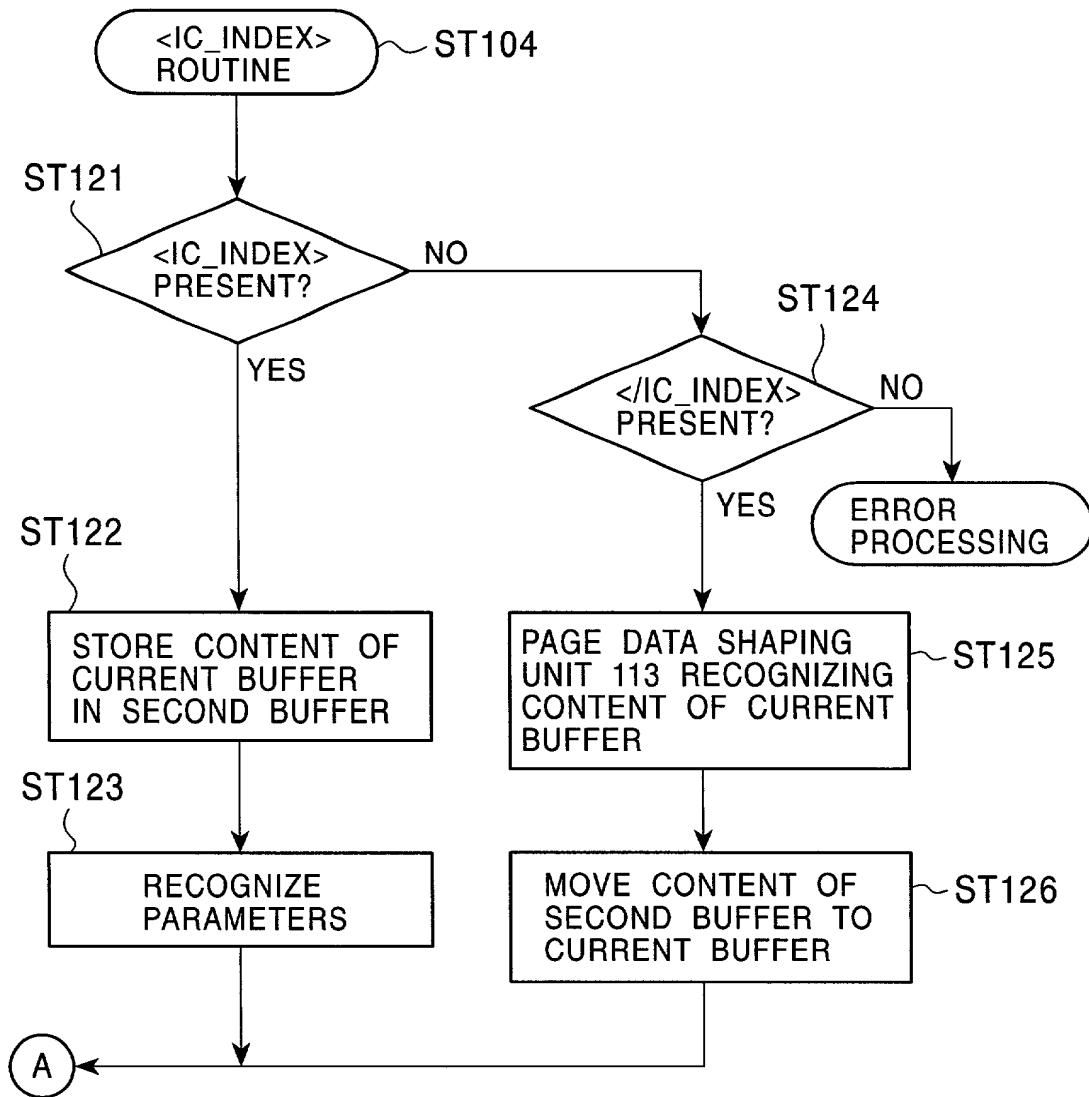 <IC_INDEX>
ROUTINE
ST104
ST121
<IC_INDEX>
PRESENT?
NO
YES
ST124
</IC_INDEX>
PRESENT?
NO
YES
ERROR
PROCESSING
ST122
STORE CONTENT OF
CURRENT BUFFER
IN SECOND BUFFER
PAGE DATA SHAPING
UNIT 113 RECOGNIZING
CONTENT OF CURRENT
BUFFER
ST125
ST123
RECOGNIZE
PARAMETERS
MOVE CONTENT OF
SECOND BUFFER TO
CURRENT BUFFER
ST126
A